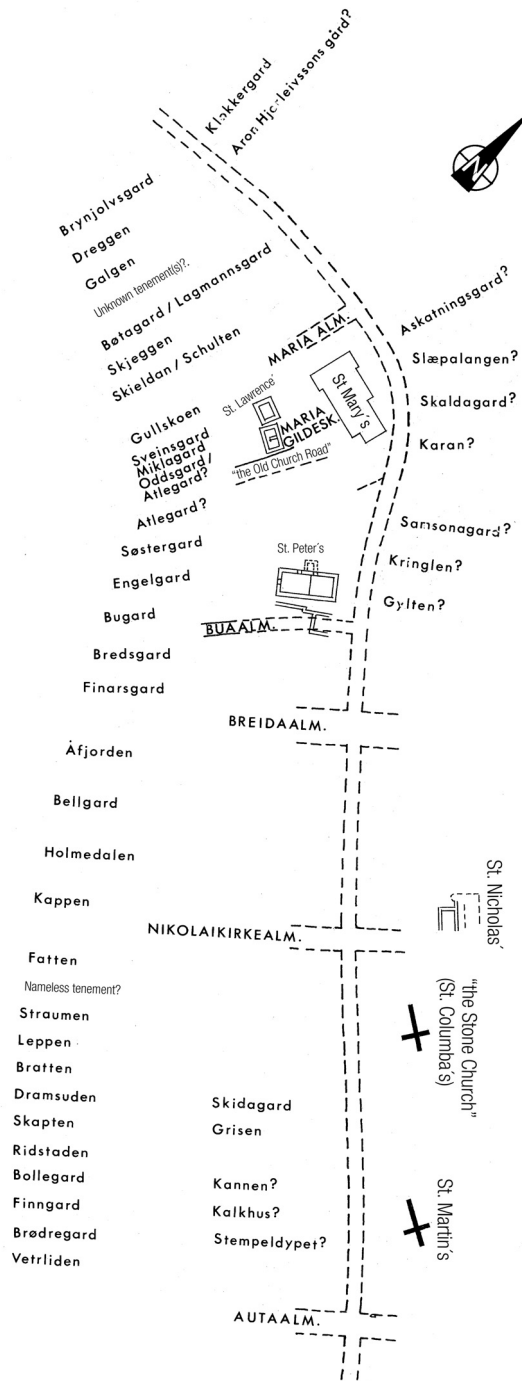 Klokkergard
Aron Hjorleivssons gård?
N
Brynjolvsgard
Dreggen
Galgen
Unknown tenement(s)?.
Bøtagard / Lagmannsgard
Skjeggen
Skieldan / Schulten
MARIA ALM.
Askatningsgard?
Slæpalangen?
Skaldagard?
Karan?
St. Lawrence'
MARIA
GILDESK.
St Mary's
"the Old Church Road"
Gullskoen
Sveinsgard
Miklagard
Oddsgard/
Atlegard?
Atlegard?
Søstergard
Engelgard
Bugard
Bredsgard
Finarsgard
St. Peter's
Samsonagard?
Kringlen?
Gylten?
BUAALM.
BREIDAALM.
Åfjorden
Bellgard
Holmedalen
Kappen
St. Nicholas'
NIKOLAIKIRKEALM.
Fatten
Nameless tenement?
Straumen
Leppen
Bratten
Dramsuden
Skapten
Ridstaden
Bollegard
Finngard
Brødregard
Vetrliden
"the Stone Church"
(St. Columba's)
Skidagard
Grisen
Kannen?
Kalkhus?
Stempeldypet?
St. Martin's
AUTAALM.